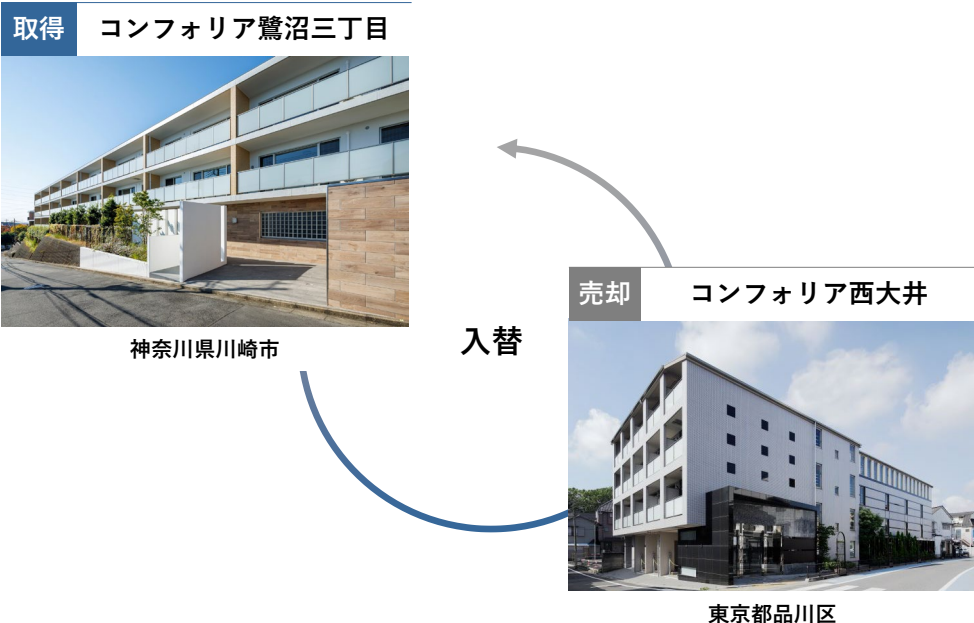 取得
コンフォリア鷺沼三丁目
神奈川県川崎市
入替
売却
コンフォリア西大井
東京都品川区